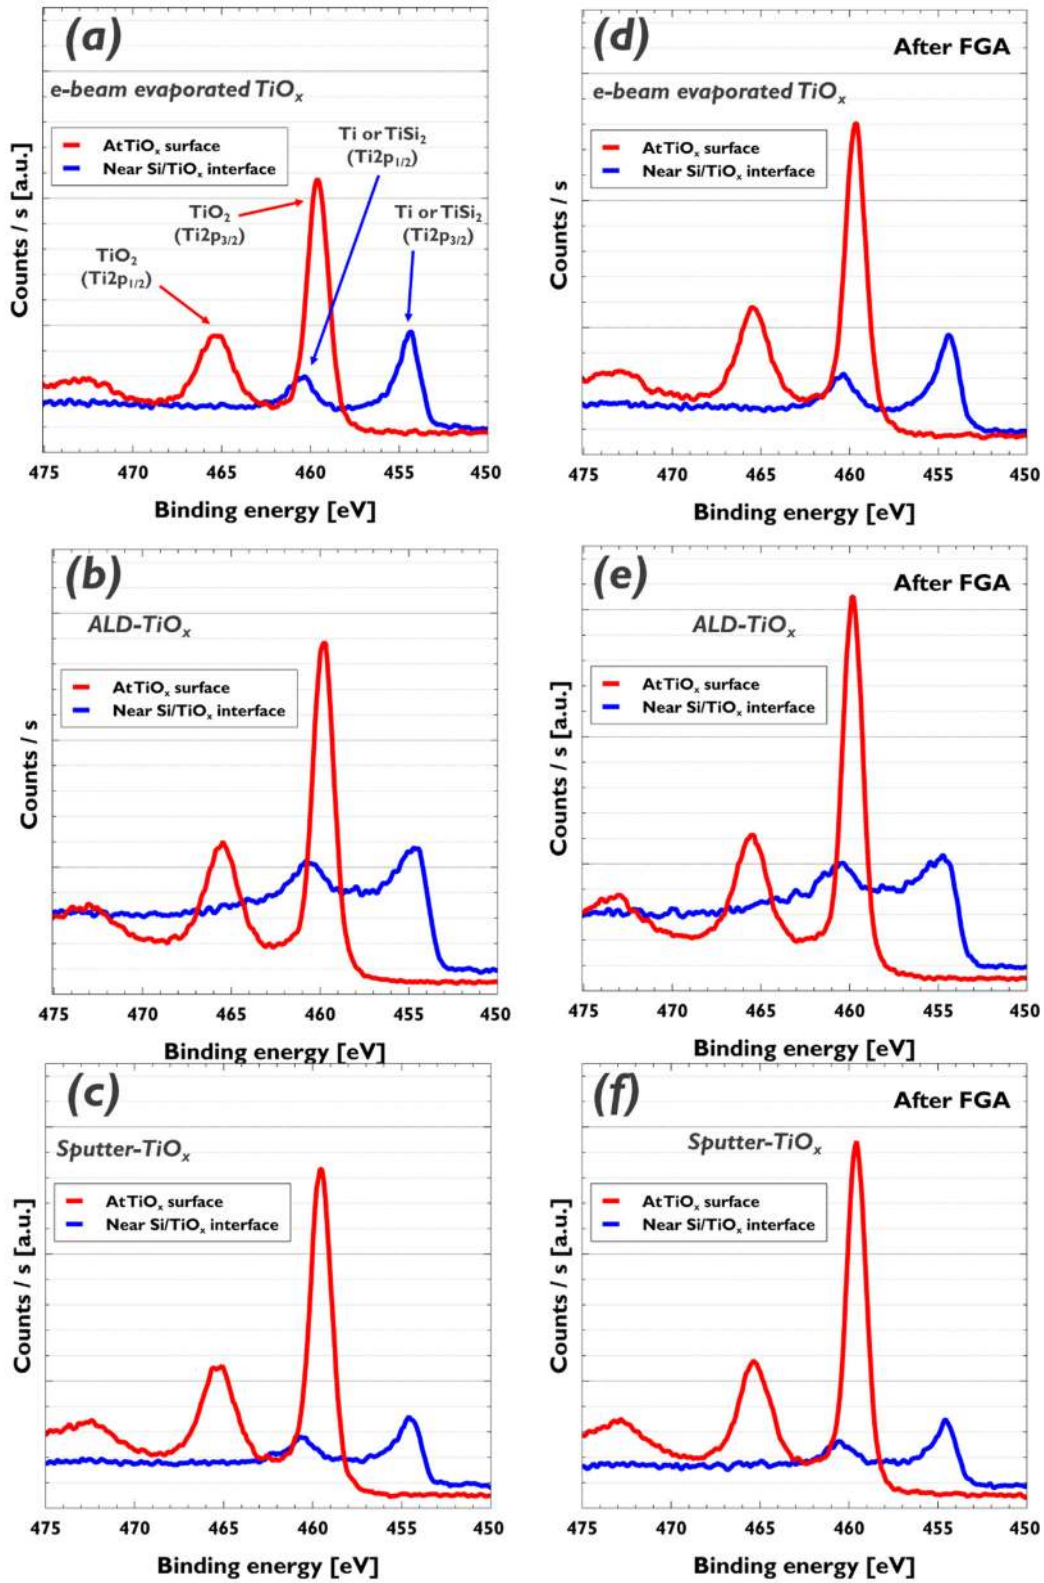 (a)
e-beam evaporated TiOₓ
At TiOₓ surface
Near Si/TiOₓ interface
Ti or TiSi₂
(Ti2p₁/₂)
TiO₂
(Ti2p₃/₂)
Ti or TiSi₂
(Ti2p₃/₂)
TiO₂
(Ti2p₁/₂)
Counts / s [a.u.]
475 470 465 460 455 450
Binding energy [eV]
(d)
After FGA
e-beam evaporated TiOₓ
At TiOₓ surface
Near Si/TiOₓ interface
Counts / s
475 470 465 460 455 450
Binding energy [eV]
(b)
ALD-TiOₓ
At TiOₓ surface
Near Si/TiOₓ interface
Counts / s
475 470 465 460 455 450
Binding energy [eV]
(e)
After FGA
ALD-TiOₓ
At TiOₓ surface
Near Si/TiOₓ interface
Counts / s [a.u.]
475 470 465 460 455 450
Binding energy [eV]
(c)
Sputter-TiOₓ
At TiOₓ surface
Near Si/TiOₓ interface
Counts / s [a.u.]
475 470 465 460 455 450
Binding energy [eV]
(f)
After FGA
Sputter-TiOₓ
At TiOₓ surface
Near Si/TiOₓ interface
Counts / s [a.u.]
475 470 465 460 455 450
Binding energy [eV]